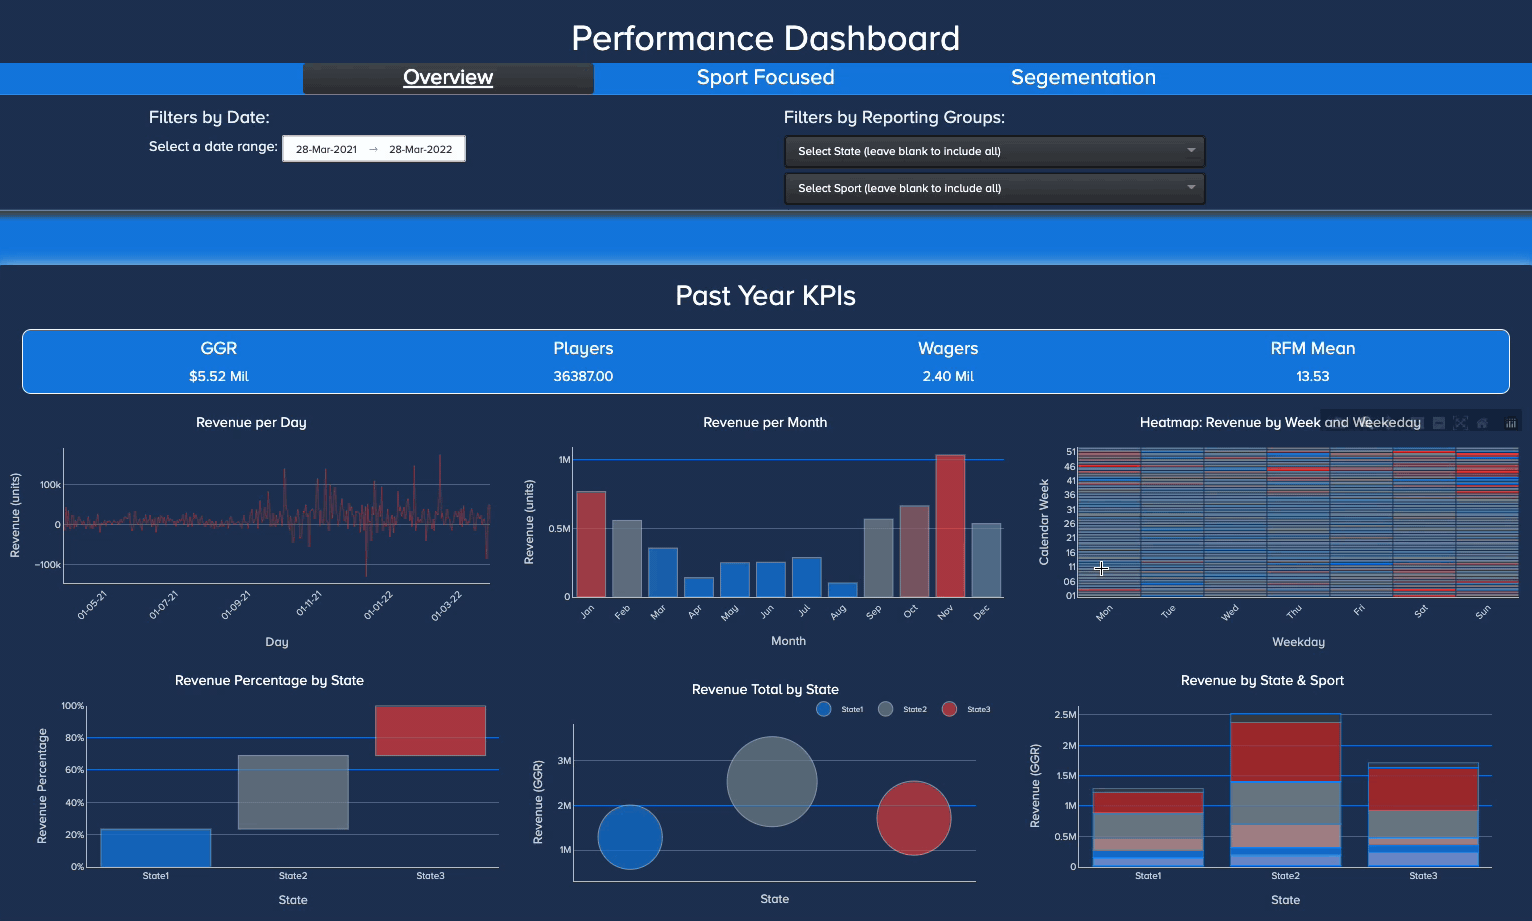 Performance Dashboard
Overview Sport Focused Segementation
Filters by Date: Filters by Reporting Groups:
Select a date range: 28-Mar-2021 → 28-Mar-2022
Select State (leave blank to include all)
Select Sport (leave blank to include all)
Past Year KPIs
GGR Players Wagers RFM Mean
$5.52 Mil 36387.00 2.40 Mil 13.53
Revenue per Day
Revenue (units)
100k
0
−100k
01-05-21 01-07-21 01-09-21 01-11-21 01-01-22 01-03-22
Day
Revenue per Month
Revenue (units)
1M
0.5M
0
Jan Feb Mar Apr May Jun Jul Aug Sep Oct Nov Dec
Month
Heatmap: Revenue by Week and Weekeday
Calendar Week
51
46
41
36
31
26
21
16
11
06
01
Mon Tue Wed Thu Fri Sat Sun
Weekday
Revenue Percentage by State
Revenue Percentage
100%
80%
60%
40%
20%
0%
State1 State2 State3
State
Revenue Total by State
State1 State2 State3
Revenue (GGR)
3M
2M
1M
State
Revenue by State & Sport
Revenue (GGR)
2.5M
2M
1.5M
1M
0.5M
0
State1 State2 State3
State